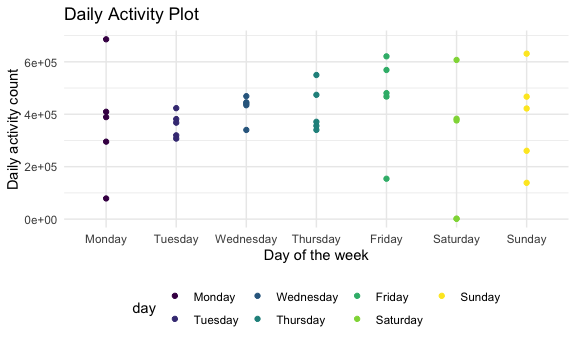 Daily Activity Plot
Daily activity count
6e+05
4e+05
2e+05
0e+00
Monday Tuesday Wednesday Thursday Friday Saturday Sunday
Day of the week
day
Monday Wednesday Friday Sunday
Tuesday Thursday Saturday